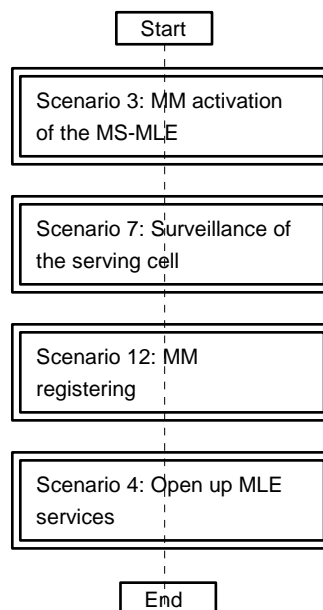 Start
Scenario 3: MM activation
of the MS-MLE
Scenario 7: Surveillance of
the serving cell
Scenario 12: MM
registering
Scenario 4: Open up MLE
services
End